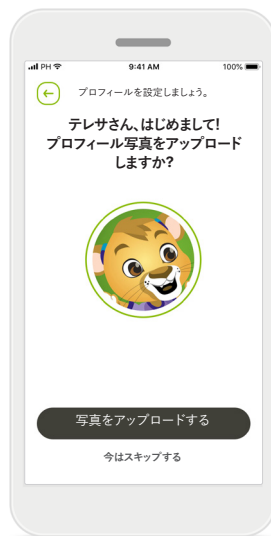 PH 9:41 AM 100%
プロフィールを設定しましょう。
テレサさん、はじめまして!
プロフィール写真をアップロード
しますか?
写真をアップロードする
今はスキップする